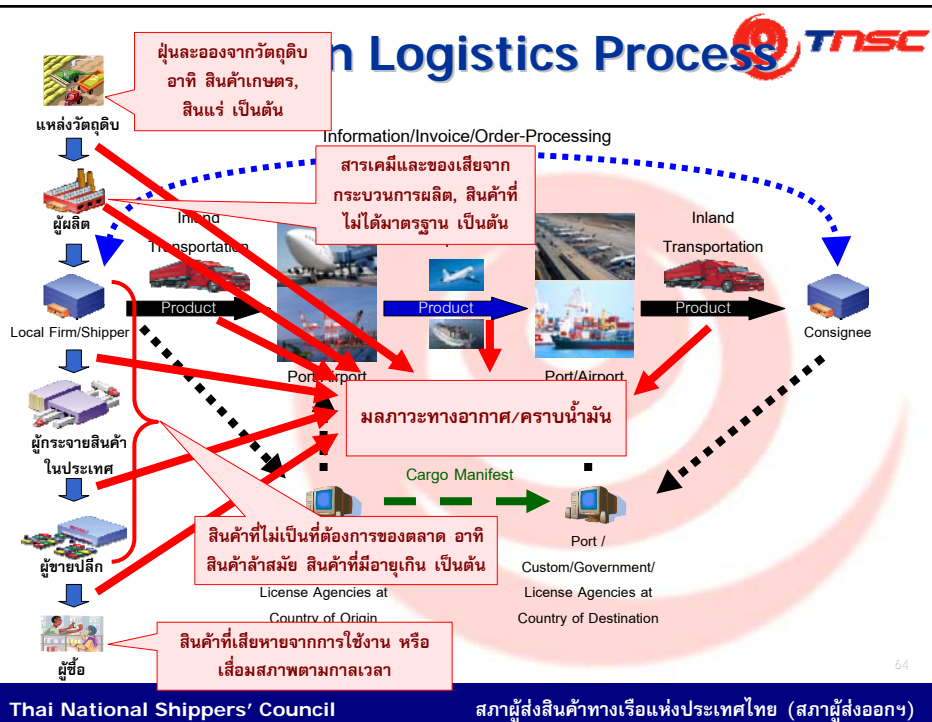 n Logistics Process
TNSC
ฝุ่นละอองจากวัตถุดิบ
อาทิ สินค้าเกษตร,
สินแร่ เป็นต้น
แหล่งวัตถุดิบ
Information/Invoice/Order-Processing
สารเคมีและของเสียจาก
กระบวนการผลิต, สินค้าที่
ไม่ได้มาตรฐาน เป็นต้น
ผู้ผลิต
Inland
Transportation
Inland
Transportation
Product
Product
Product
Local Firm/Shipper
Consignee
Port/Airport
Port/Airport
มลภาวะทางอากาศ/คราบน้ำมัน
ผู้กระจายสินค้า
ในประเทศ
Cargo Manifest
สินค้าที่ไม่เป็นที่ต้องการของตลาด อาทิ
สินค้าล้าสมัย สินค้าที่มีอายุเกิน เป็นต้น
ผู้ขายปลีก
License Agencies at
Country of Origin
Port /
Custom/Government/
License Agencies at
Country of Destination
สินค้าที่เสียหายจากการใช้งาน หรือ
เสื่อมสภาพตามกาลเวลา
ผู้ซื้อ
64
Thai National Shippers' Council
สภาผู้ส่งสินค้าทางเรือแห่งประเทศไทย (สภาผู้ส่งออกฯ)